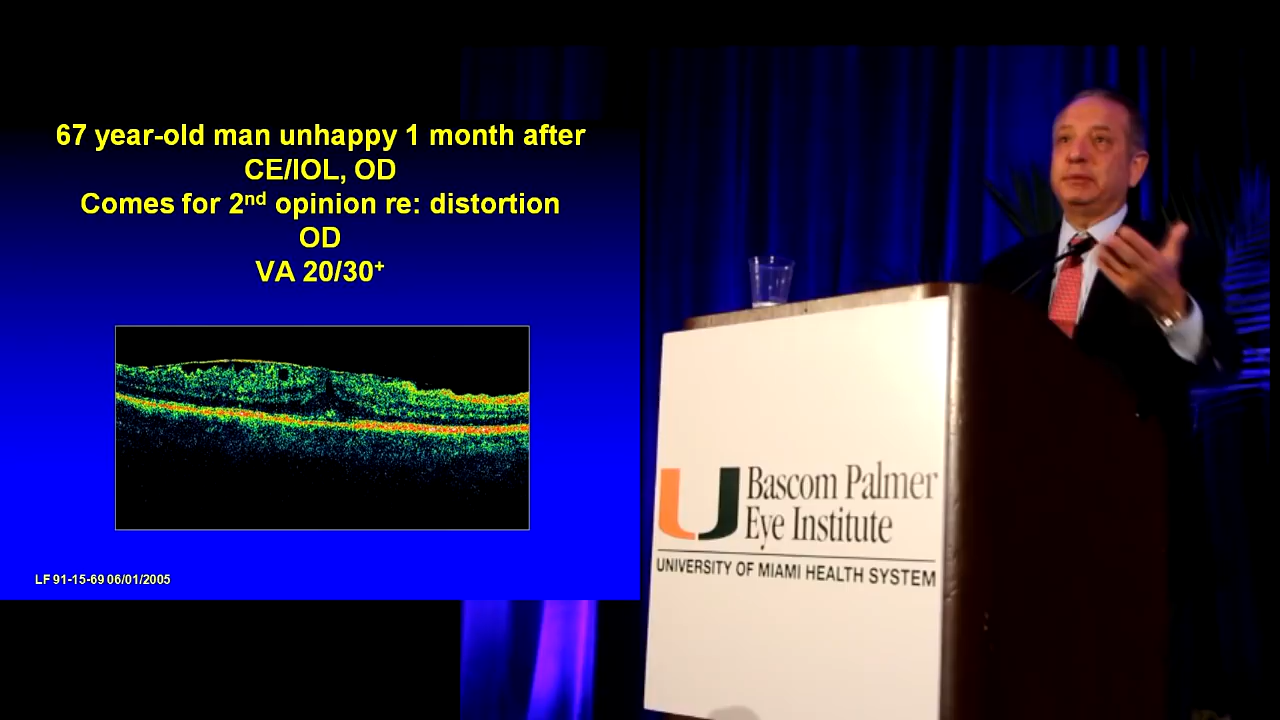 67 year-old man unhappy 1 month after
CE/IOL, OD
Comes for 2nd opinion re: distortion
OD
VA 20/30+
LF 91-15-69 06/01/2005
U Bascom Palmer
Eye Institute
UNIVERSITY OF MIAMI HEALTH SYSTEM